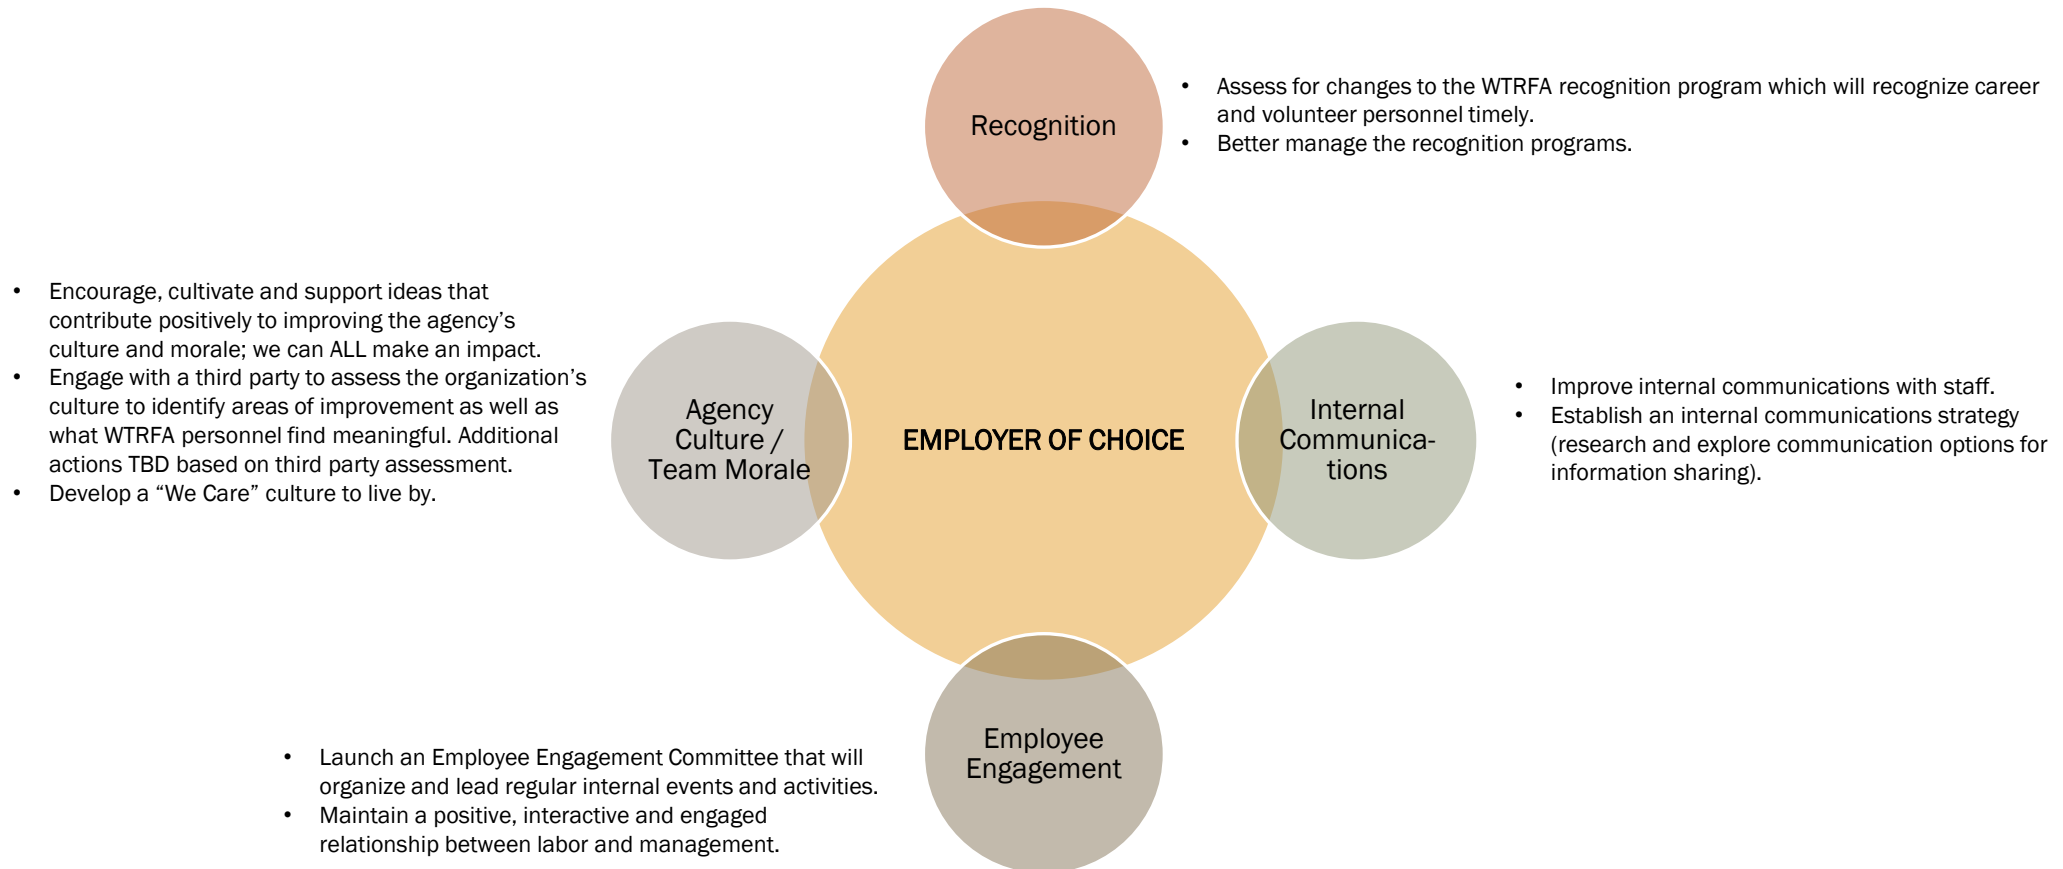 Recognition
• Assess for changes to the WTRFA recognition program which will recognize career
and volunteer personnel timely.
• Better manage the recognition programs.
• Encourage, cultivate and support ideas that
contribute positively to improving the agency’s
culture and morale; we can ALL make an impact.
• Engage with a third party to assess the organization’s
culture to identify areas of improvement as well as
what WTRFA personnel find meaningful. Additional
actions TBD based on third party assessment.
• Develop a “We Care” culture to live by.
Agency
Culture /
Team Morale
EMPLOYER OF CHOICE
Internal
Communica-
tions
• Improve internal communications with staff.
• Establish an internal communications strategy
(research and explore communication options for
information sharing).
Employee
Engagement
• Launch an Employee Engagement Committee that will
organize and lead regular internal events and activities.
• Maintain a positive, interactive and engaged
relationship between labor and management.